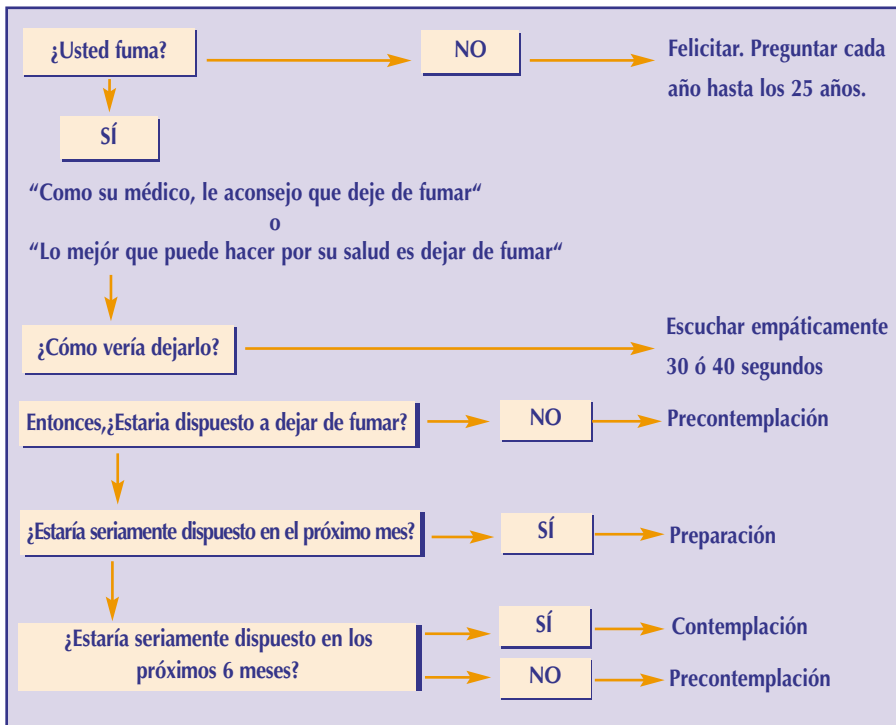 ¿Usted fuma?
NO
Felicitar. Preguntar cada
año hasta los 25 años.
SÍ
“Como su médico, le aconsejo que deje de fumar“
o
“Lo mejór que puede hacer por su salud es dejar de fumar“
¿Cómo vería dejarlo?
Escuchar empáticamente
30 ó 40 segundos
Entonces,¿Estaria dispuesto a dejar de fumar?
NO
Precontemplación
¿Estaría seriamente dispuesto en el próximo mes?
SÍ
Preparación
¿Estaría seriamente dispuesto en los
próximos 6 meses?
SÍ
Contemplación
NO
Precontemplación